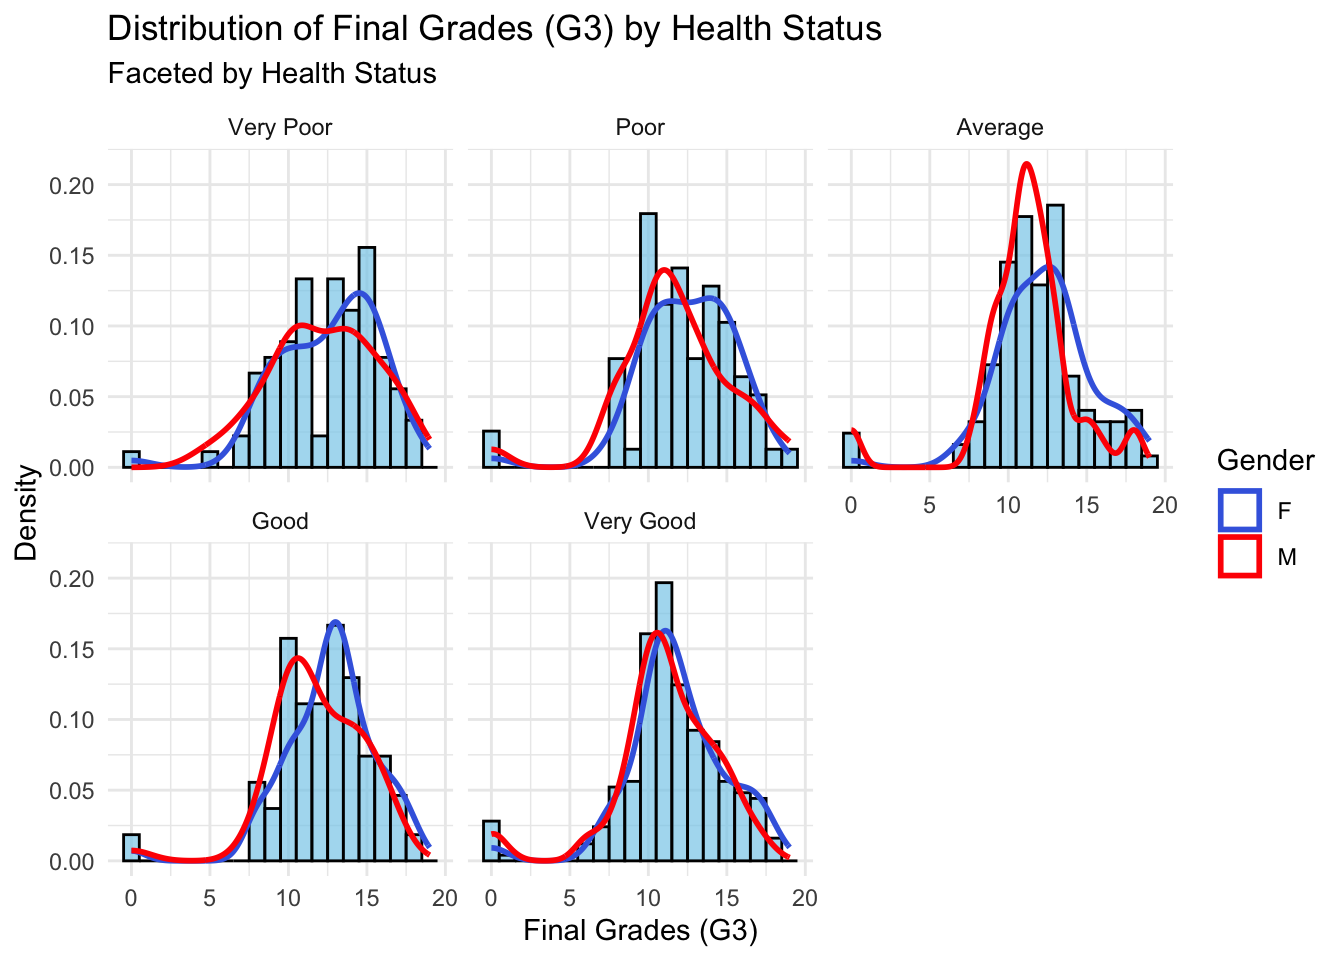 Distribution of Final Grades (G3) by Health Status
Faceted by Health Status
Very Poor
Poor
Average
0.20
0.15
0.10
0.05
0.00
0 5 10 15 20
Good
Very Good
0.20
0.15
0.10
0.05
0.00
0 5 10 15 20
0 5 10 15 20
Density
Final Grades (G3)
Gender
F
M